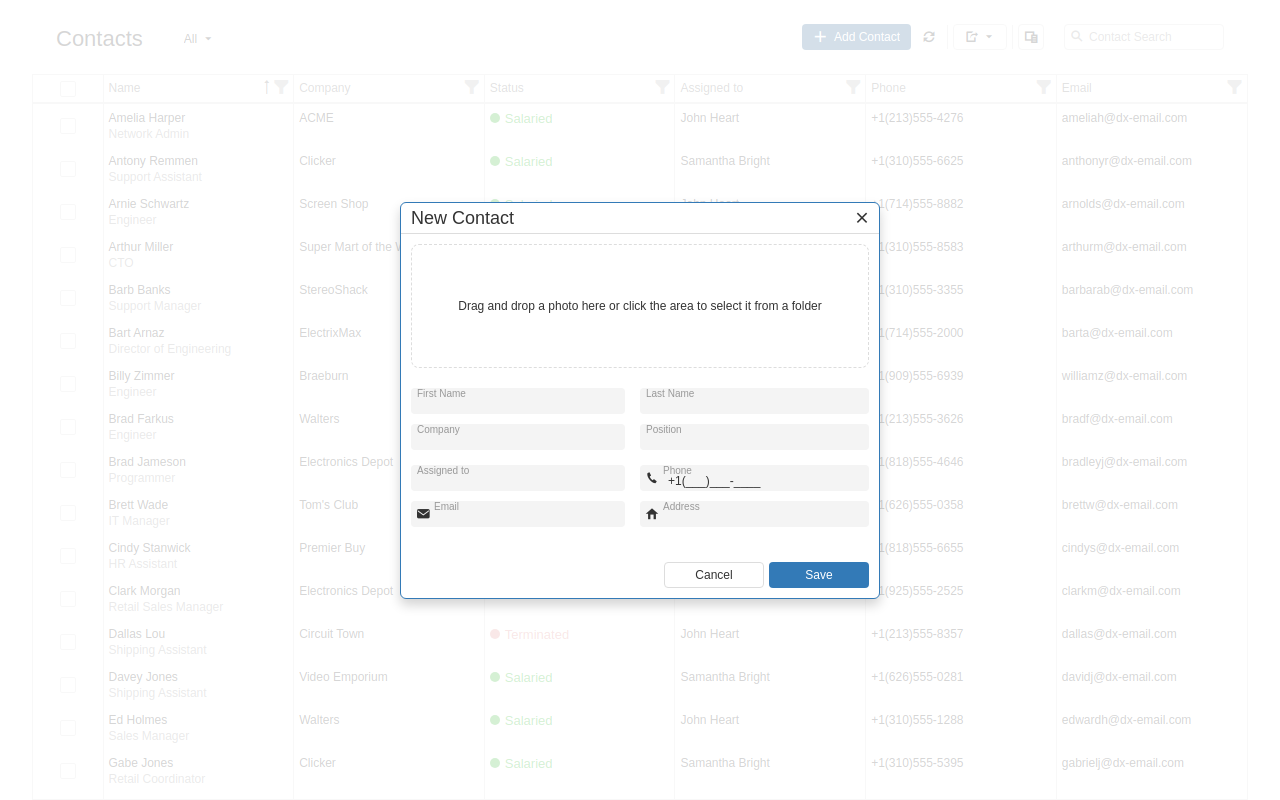 Contacts
All
Add Contact
Contact Search
Name Company Status Assigned to Phone Email
Amelia Harper ACME Salaried John Heart +1(213)555-4276 ameliah@dx-email.com
Network Admin
Antony Remmen Clicker Salaried Samantha Bright +1(310)555-6625 anthonyr@dx-email.com
Support Assistant
Arnie Schwartz Screen Shop +1(714)555-8882 arnolds@dx-email.com
Engineer
Arthur Miller Super Mart of the 1(310)555-8583 arthurm@dx-email.com
CTO
Barb Banks StereoShack 1(310)555-3355 barbarab@dx-email.com
Support Manager
Bart Arnaz ElectrixMax 1(714)555-2000 barta@dx-email.com
Director of Engineering
Billy Zimmer Braeburn 1(909)555-6939 williamz@dx-email.com
Engineer
Brad Farkus Walters 1(213)555-3626 bradf@dx-email.com
Engineer
Brad Jameson Electronics Depot 1(818)555-4646 bradleyj@dx-email.com
Programmer
Brett Wade Tom's Club 1(626)555-0358 brettw@dx-email.com
IT Manager
Cindy Stanwick Premier Buy 1(818)555-6655 cindys@dx-email.com
HR Assistant
Clark Morgan Electronics Depot 1(925)555-2525 clarkm@dx-email.com
Retail Sales Manager
Dallas Lou Circuit Town Terminated John Heart +1(213)555-8357 dallas@dx-email.com
Shipping Assistant
Davey Jones Video Emporium Salaried Samantha Bright +1(626)555-0281 davidj@dx-email.com
Shipping Assistant
Ed Holmes Walters Salaried John Heart +1(310)555-1288 edwardh@dx-email.com
Sales Manager
Gabe Jones Clicker Salaried Samantha Bright +1(310)555-5395 gabrielj@dx-email.com
Retail Coordinator
New Contact
Drag and drop a photo here or click the area to select it from a folder
First Name
Last Name
Company
Position
Assigned to
Phone
+1(___)___-____
Email
Address
Cancel
Save